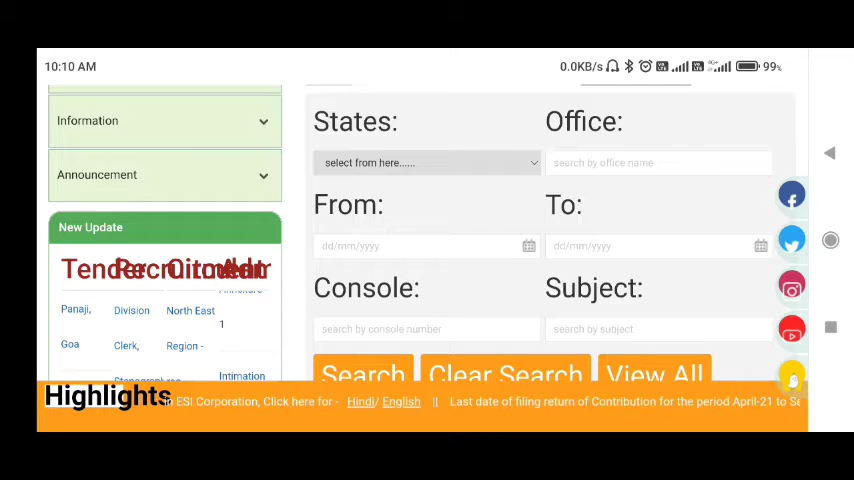 10:10 AM
0.0KB/s
99%
Information
Announcement
New Update
Tender
Panaji,
Goa
Division
Clerk,
North East
Region -
1
Intimation
States:
Office:
select from here......
search by office name
From:
To:
dd/mm/yyyy
dd/mm/yyyy
Console:
Subject:
search by console number
search by subject
Search
Clear Search
View All
Highlights
ESI Corporation, Click here for - Hindi/ English || Last date of filing return of Contribution for the period April-21 to